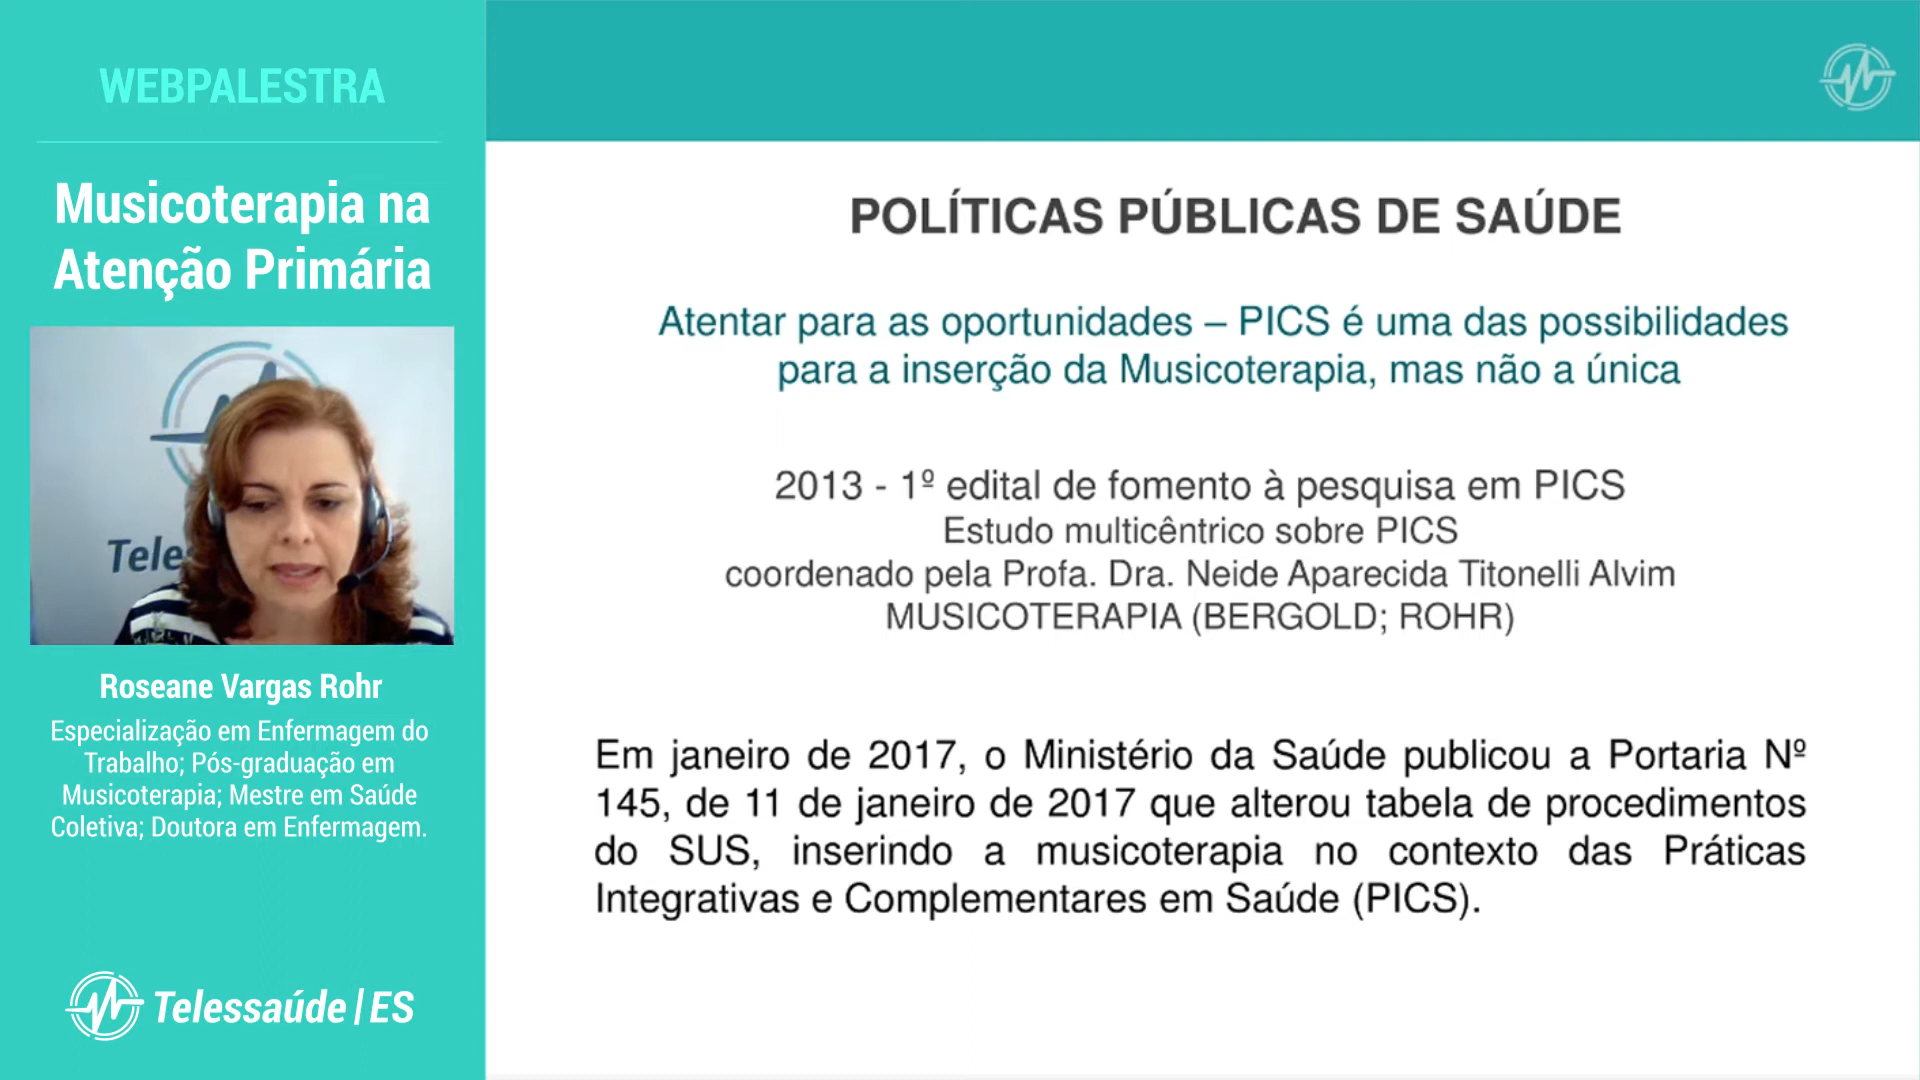 WEBPALESTRA
Musicoterapia na
Atenção Primária
Teles
Roseane Vargas Rohr
Especialização em Enfermagem do
Trabalho; Pós-graduação em
Musicoterapia; Mestre em Saúde
Coletiva; Doutora em Enfermagem.
Telessaúde|ES
POLÍTICAS PÚBLICAS DE SAÚDE
Atentar para as oportunidades – PICS é uma das possibilidades
para a inserção da Musicoterapia, mas não a única
2013 - 1º edital de fomento à pesquisa em PICS
Estudo multicêntrico sobre PICS
coordenado pela Profa. Dra. Neide Aparecida Titonelli Alvim
MUSICOTERAPIA (BERGOLD; ROHR)
Em janeiro de 2017, o Ministério da Saúde publicou a Portaria Nº
145, de 11 de janeiro de 2017 que alterou tabela de procedimentos
do SUS, inserindo a musicoterapia no contexto das Práticas
Integrativas e Complementares em Saúde (PICS).